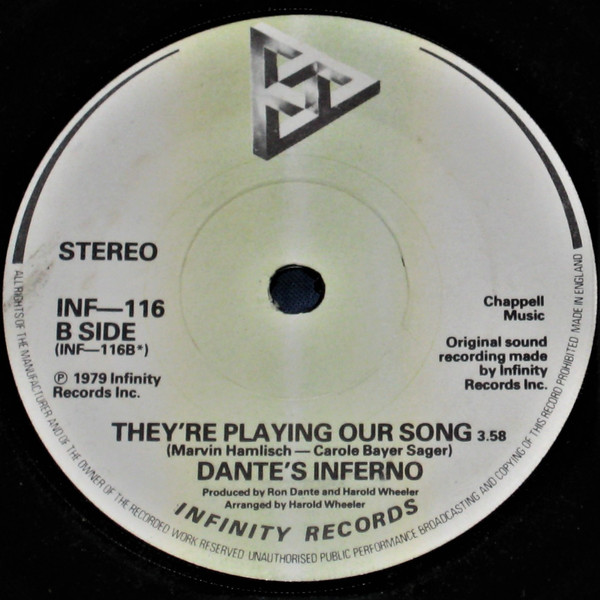 STEREO
INF—116
B SIDE
(INF—116B*)
℗ 1979 Infinity
Records Inc.
Chappell
Music
Original sound
recording made
by Infinity
Records Inc.
THEY'RE PLAYING OUR SONG 3.58
(Marvin Hamlisch — Carole Bayer Sager)
DANTE'S INFERNO
Produced by Ron Dante and Harold Wheeler
Arranged by Harold Wheeler
INFINITY RECORDS
ALL RIGHTS OF THE MANUFACTURER AND OF THE OWNER OF THE RECORDED WORK RESERVED UNAUTHORISED PUBLIC PERFORMANCE BROADCASTING AND COPYING OF THIS RECORD PROHIBITED MADE IN ENGLAND